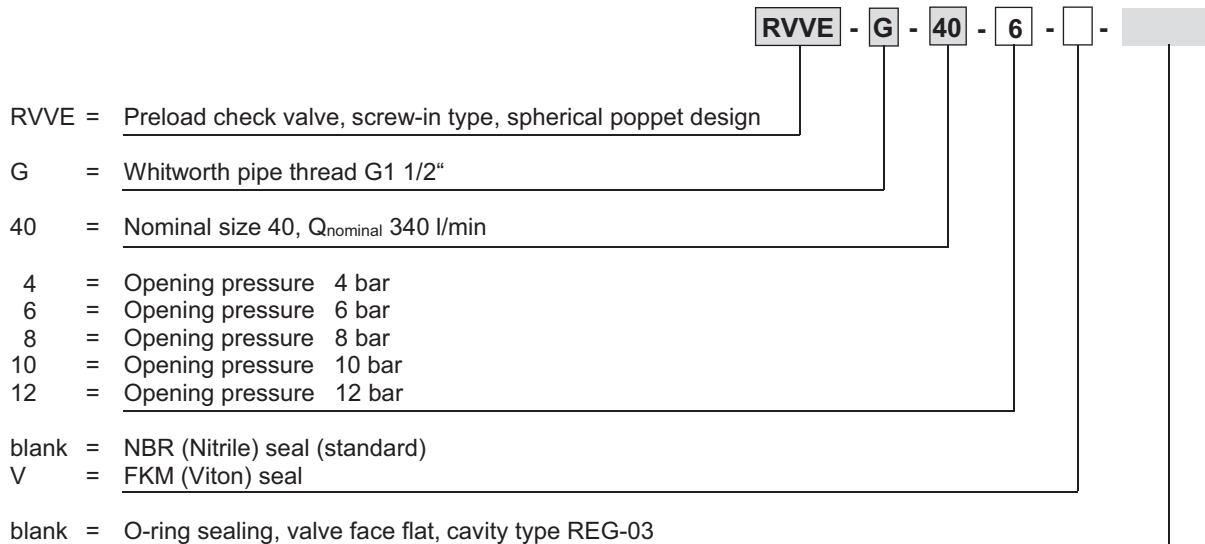 RVVE - G - 40 - 6 - -
RVVE = Preload check valve, screw-in type, spherical poppet design
G = Whitworth pipe thread G1 1/2“
40 = Nominal size 40, Qnominal 340 l/min
4 = Opening pressure 4 bar
6 = Opening pressure 6 bar
8 = Opening pressure 8 bar
10 = Opening pressure 10 bar
12 = Opening pressure 12 bar
blank = NBR (Nitrile) seal (standard)
V = FKM (Viton) seal
blank = O-ring sealing, valve face flat, cavity type REG-03